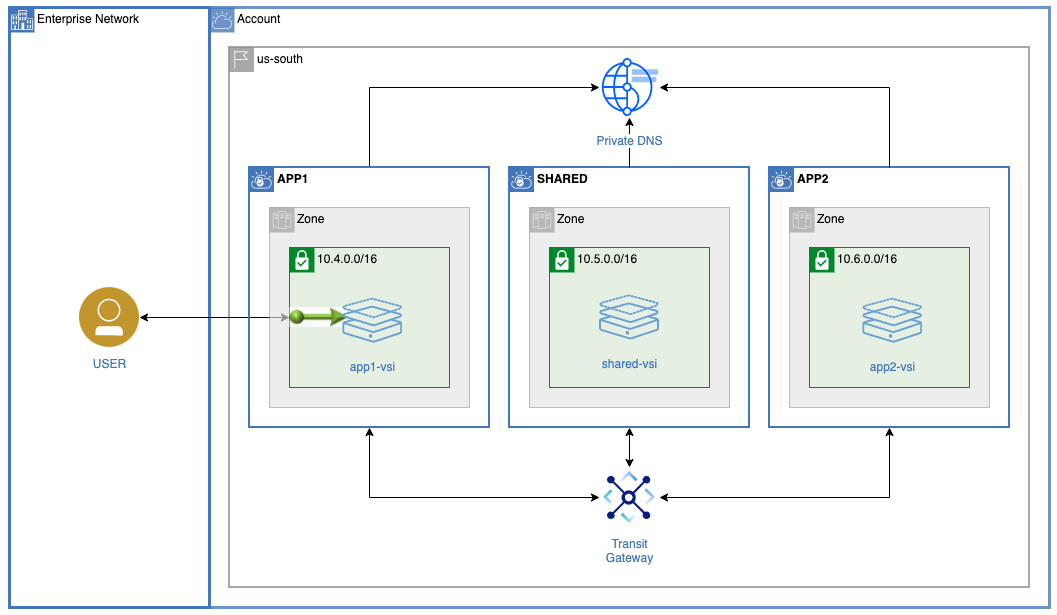 Enterprise Network
Account
us-south
Private DNS
APP1
SHARED
APP2
Zone
Zone
Zone
10.4.0.0/16
10.5.0.0/16
10.6.0.0/16
USER
app1-vsi
shared-vsi
app2-vsi
Transit
Gateway